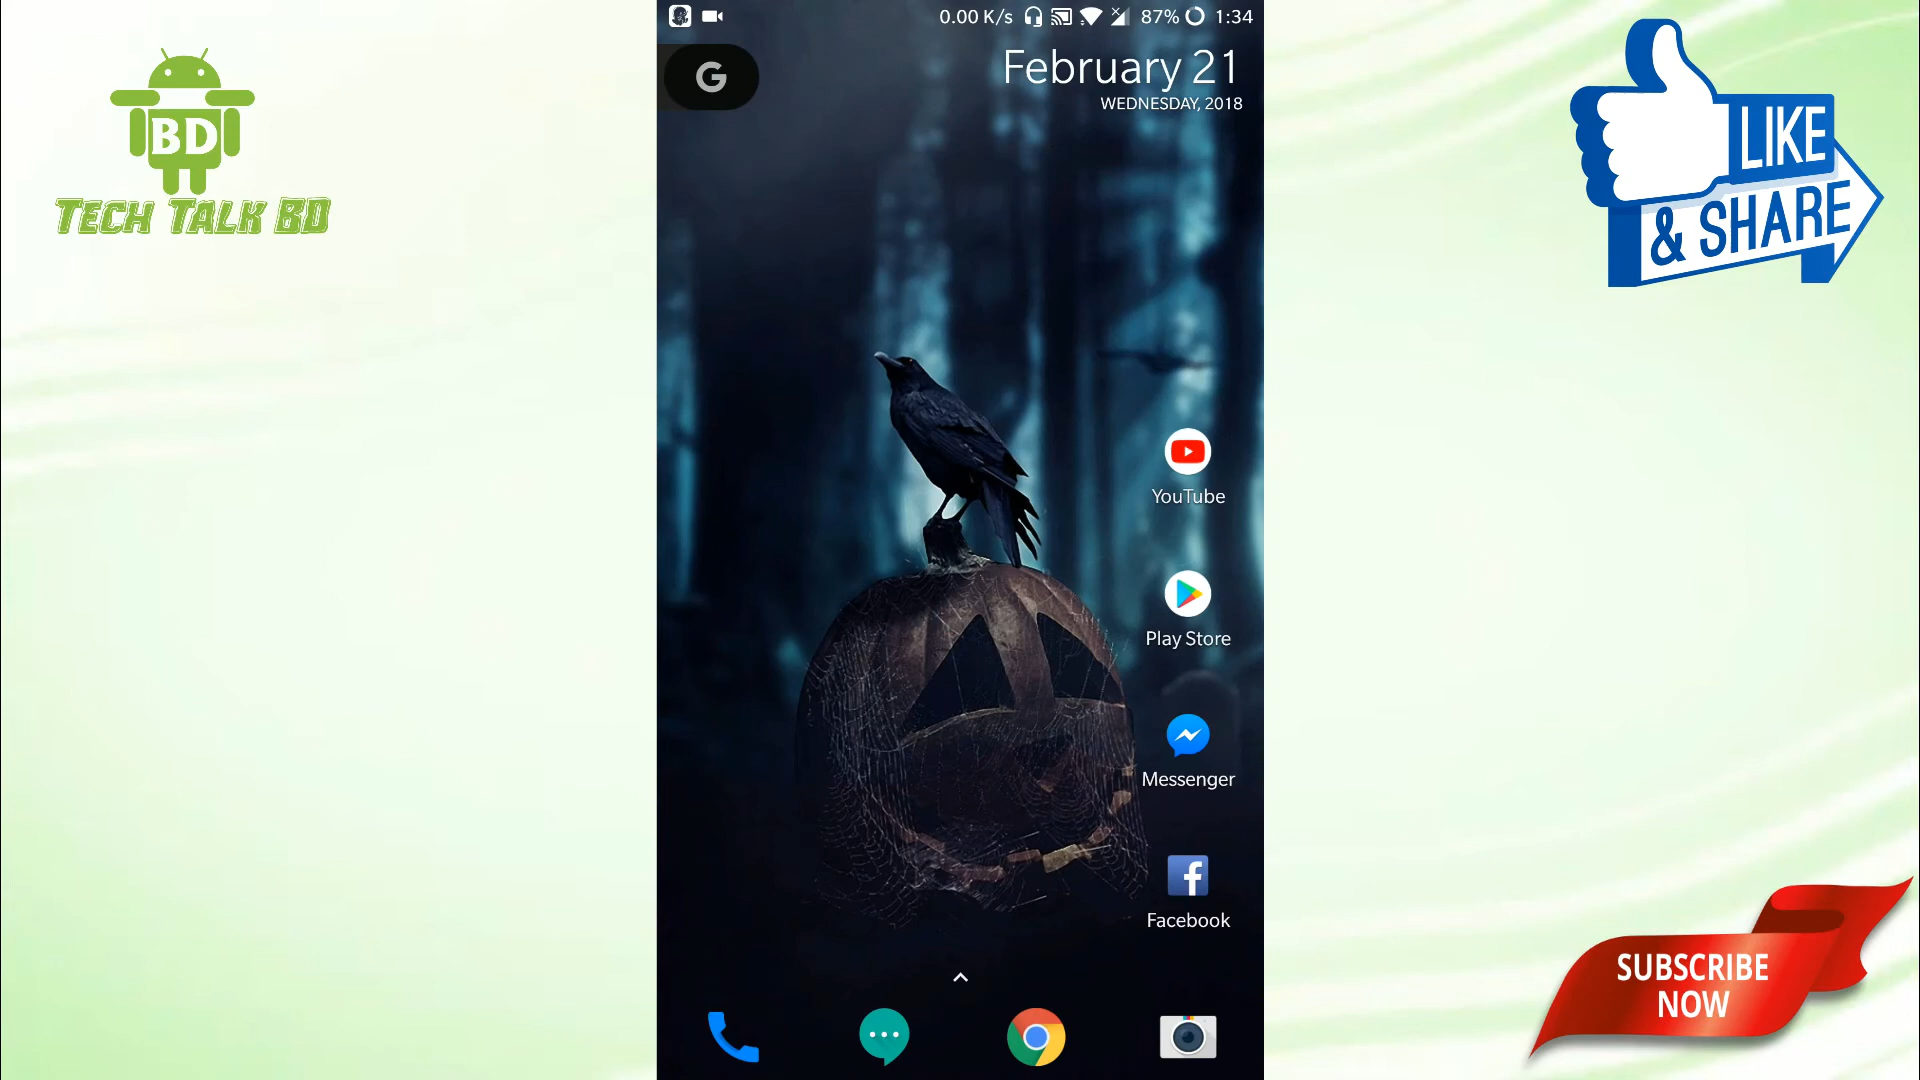 BD
TECH TALK BD
0.00 K/s 87% 1:34
G
February 21
WEDNESDAY, 2018
YouTube
Play Store
Messenger
Facebook
LIKE
& SHARE
SUBSCRIBE
NOW